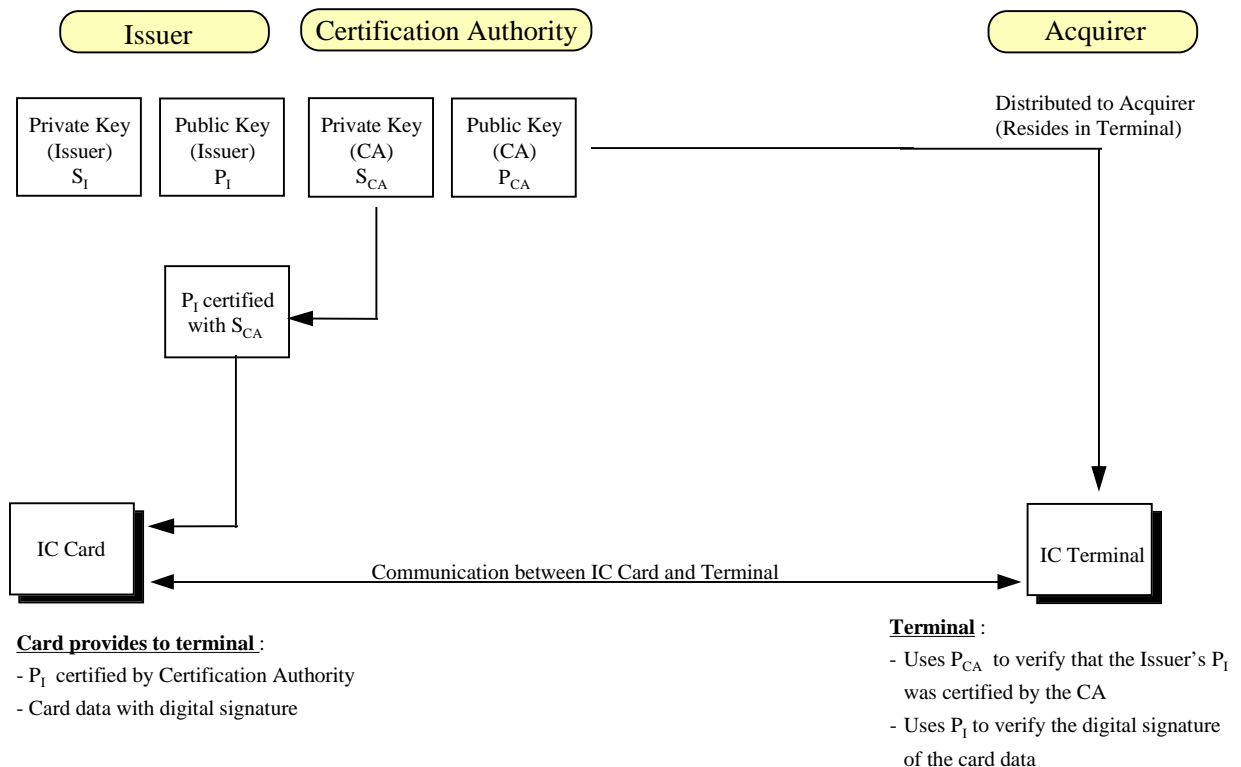 Issuer
Certification Authority
Acquirer
Private Key
(Issuer)
S_I
Public Key
(Issuer)
P_I
Private Key
(CA)
S_CA
Public Key
(CA)
P_CA
Distributed to Acquirer
(Resides in Terminal)
P_I certified
with S_CA
IC Card
Communication between IC Card and Terminal
IC Terminal
Card provides to terminal :
- P_I certified by Certification Authority
- Card data with digital signature
Terminal :
- Uses P_CA to verify that the Issuer's P_I
was certified by the CA
- Uses P_I to verify the digital signature
of the card data